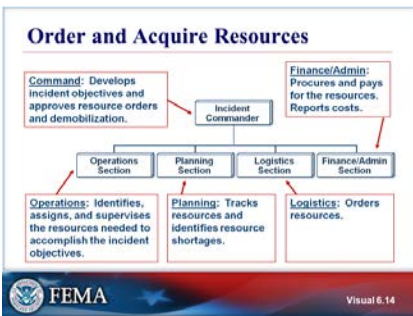 Order and Acquire Resources
Command: Develops
incident objectives and
approves resource orders
and demobilization.
Finance/Admin:
Procures and pays
for the resources.
Reports costs.
Incident
Commander
Operations
Section
Planning
Section
Logistics
Section
Finance/Admin
Section
Operations: Identifies,
assigns, and supervises
the resources needed to
accomplish the incident
objectives.
Planning: Tracks
resources and
identifies resource
shortages.
Logistics: Orders
resources.
FEMA
Visual 6.14